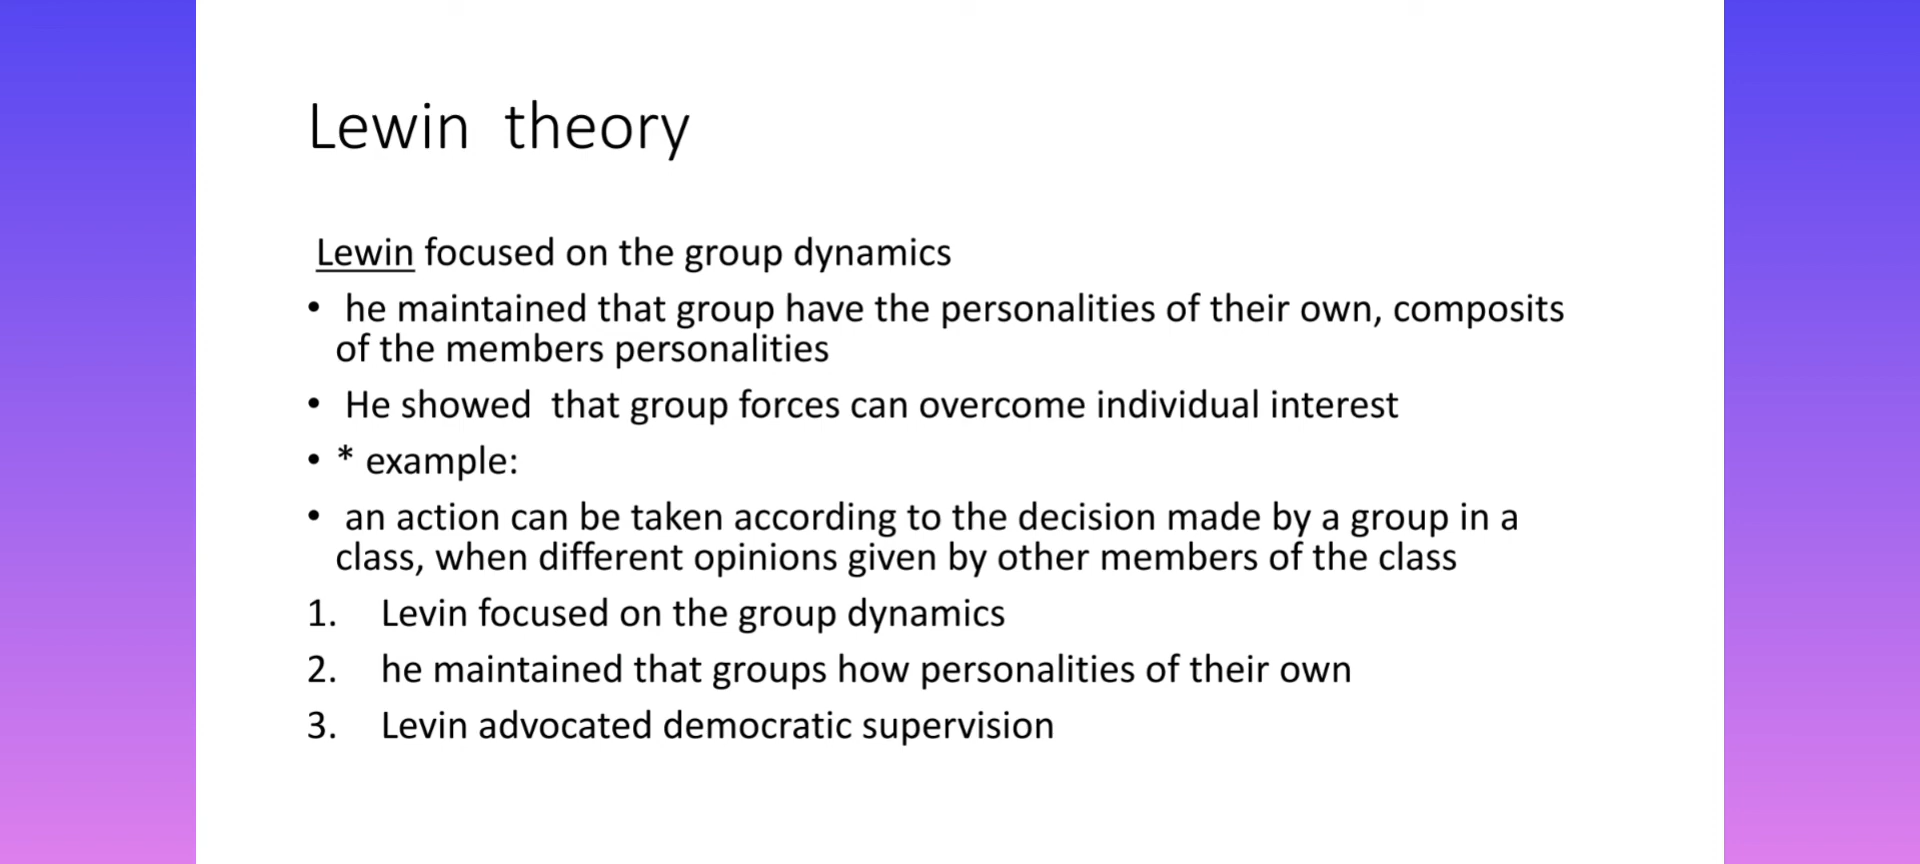 Lewin theory
Lewin focused on the group dynamics
• he maintained that group have the personalities of their own, composits
of the members personalities
• He showed that group forces can overcome individual interest
• * example:
• an action can be taken according to the decision made by a group in a
class, when different opinions given by other members of the class
1. Levin focused on the group dynamics
2. he maintained that groups how personalities of their own
3. Levin advocated democratic supervision